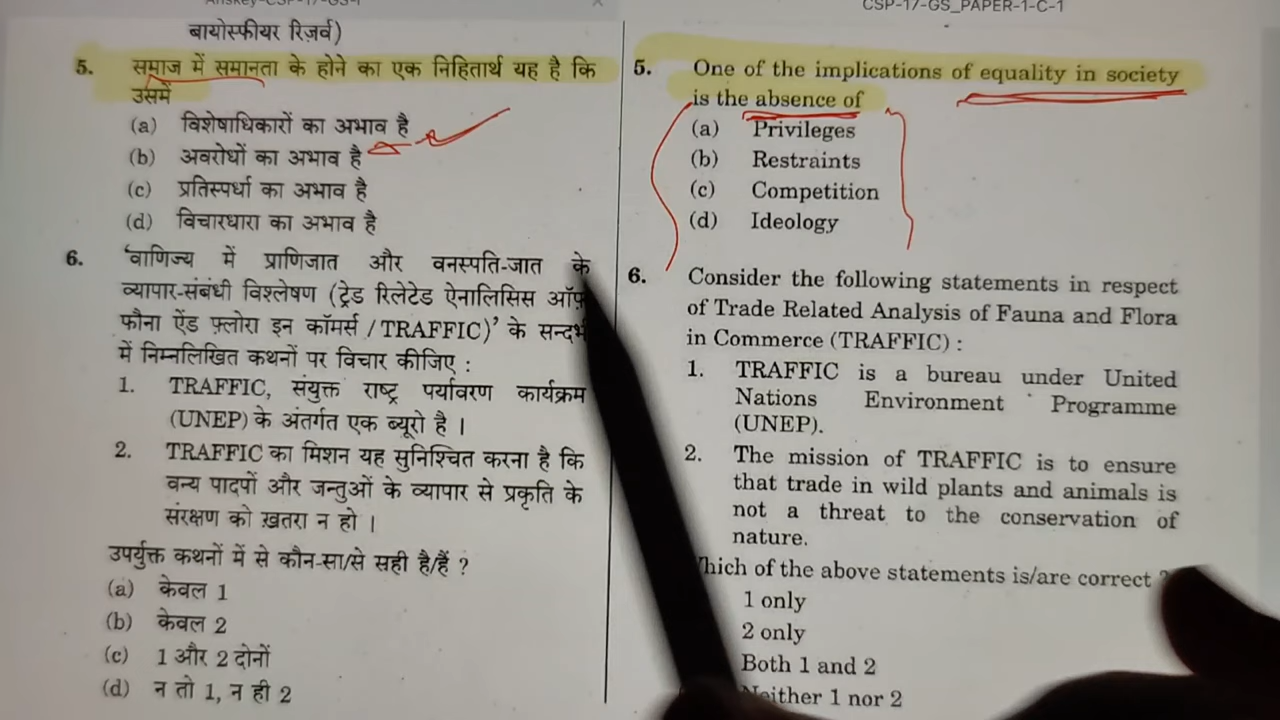 Anskey-CSP-17-GS-1
CSP-17-GS_PAPER-1-C-1
बायोस्फीयर रिज़र्व)
5. समाज में समानता के होने का एक निहितार्थ यह है कि
उसमें
(a) विशेषाधिकारों का अभाव है
(b) अवरोधों का अभाव है
(c) प्रतिस्पर्धा का अभाव है
(d) विचारधारा का अभाव है
6. 'वाणिज्य में प्राणिजात और वनस्पति-जात के
व्यापार-संबंधी विश्लेषण (ट्रेड रिलेटेड ऐनालिसिस ऑफ़
फौना ऐंड फ़्लोरा इन कॉमर्स / TRAFFIC)' के सन्दर्भ
में निम्नलिखित कथनों पर विचार कीजिए :
1. TRAFFIC, संयुक्त राष्ट्र पर्यावरण कार्यक्रम
(UNEP) के अंतर्गत एक ब्यूरो है ।
2. TRAFFIC का मिशन यह सुनिश्चित करना है कि
वन्य पादपों और जन्तुओं के व्यापार से प्रकृति के
संरक्षण को ख़तरा न हो ।
उपर्युक्त कथनों में से कौन-सा/से सही है/हैं ?
(a) केवल 1
(b) केवल 2
(c) 1 और 2 दोनों
(d) न तो 1, न ही 2
5. One of the implications of equality in society
is the absence of
(a) Privileges
(b) Restraints
(c) Competition
(d) Ideology
6. Consider the following statements in respect
of Trade Related Analysis of Fauna and Flora
in Commerce (TRAFFIC) :
1. TRAFFIC is a bureau under United
Nations Environment Programme
(UNEP).
2. The mission of TRAFFIC is to ensure
that trade in wild plants and animals is
not a threat to the conservation of
nature.
of the above statements is/are correct ?
1 only
2 only
Both 1 and 2
Neither 1 nor 2